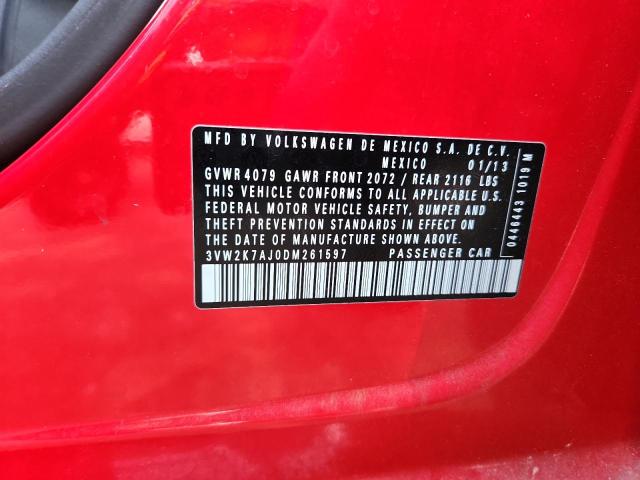 MFD BY VOLKSWAGEN DE MEXICO S.A. DE C.V.
MEXICO 01/13
GVWR 4079 GAWR FRONT 2072 / REAR 2116 LBS
THIS VEHICLE CONFORMS TO ALL APPLICABLE U.S.
FEDERAL MOTOR VEHICLE SAFETY, BUMPER AND
THEFT PREVENTION STANDARDS IN EFFECT ON
THE DATE OF MANUFACTURE SHOWN ABOVE.
3VW2K7AJ0DM261597 PASSENGER CAR
0446443 1019 M